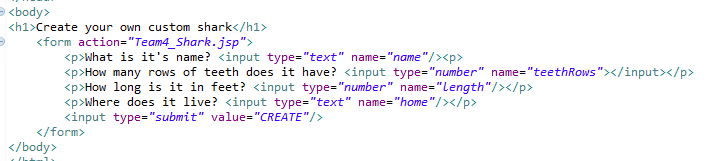 <body>
<h1>Create your own custom shark</h1>
<form action="Team4_Shark.jsp">
<p>What is it's name? <input type="text" name="name"/><p>
<p>How many rows of teeth does it have? <input type="number" name="teethRows"></input></p>
<p>How long is it in feet? <input type="number" name="length"/></p>
<p>Where does it live? <input type="text" name="home"/></p>
<input type="submit" value="CREATE"/>
</form>
</body>